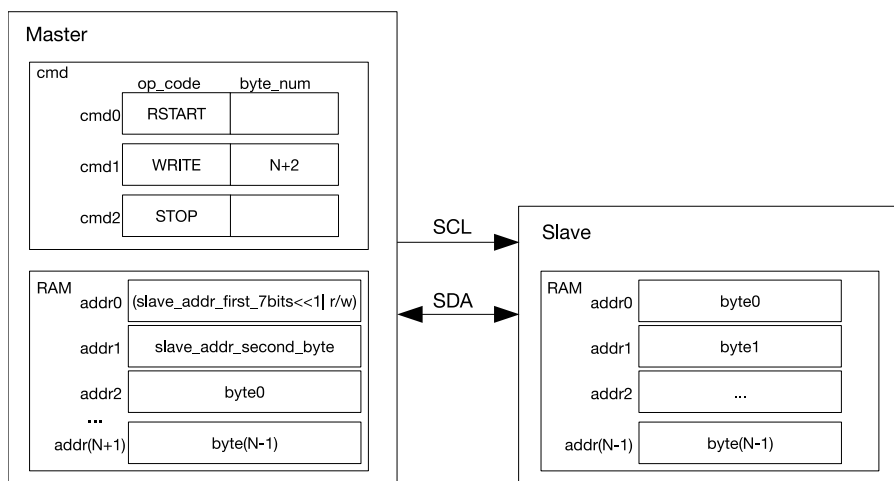 Master
cmd
op_code byte_num
cmd0 RSTART
cmd1 WRITE N+2
cmd2 STOP
RAM
addr0 (slave_addr_first_7bits<<1| r/w)
addr1 slave_addr_second_byte
addr2 byte0
...
addr(N+1) byte(N-1)
SCL
SDA
Slave
RAM
addr0 byte0
addr1 byte1
addr2 ...
addr(N-1) byte(N-1)